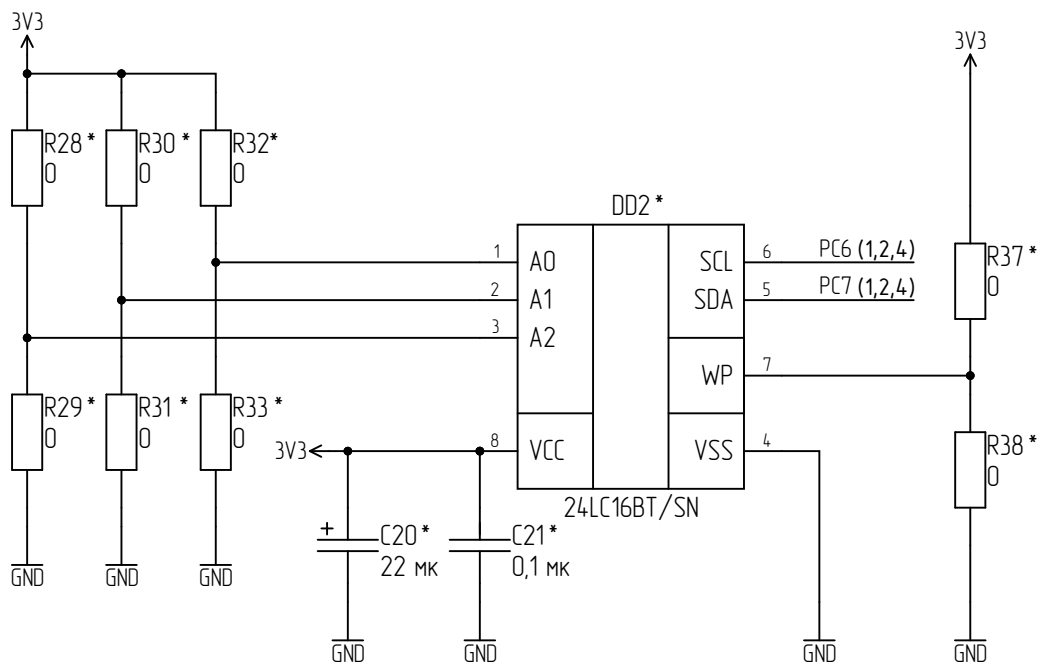 3V3
3V3
R28 *
0
R30 *
0
R32 *
0
DD2 *
1
A0
SCL
6
PC6 (1,2,4)
R37 *
0
2
A1
SDA
5
PC7 (1,2,4)
3
A2
WP
7
R29 *
0
R31 *
0
R33 *
0
3V3
8
VCC
VSS
4
R38 *
0
24LC16BT/SN
+
C20 *
22 мк
C21 *
0,1 мк
GND
GND
GND
GND
GND
GND
GND